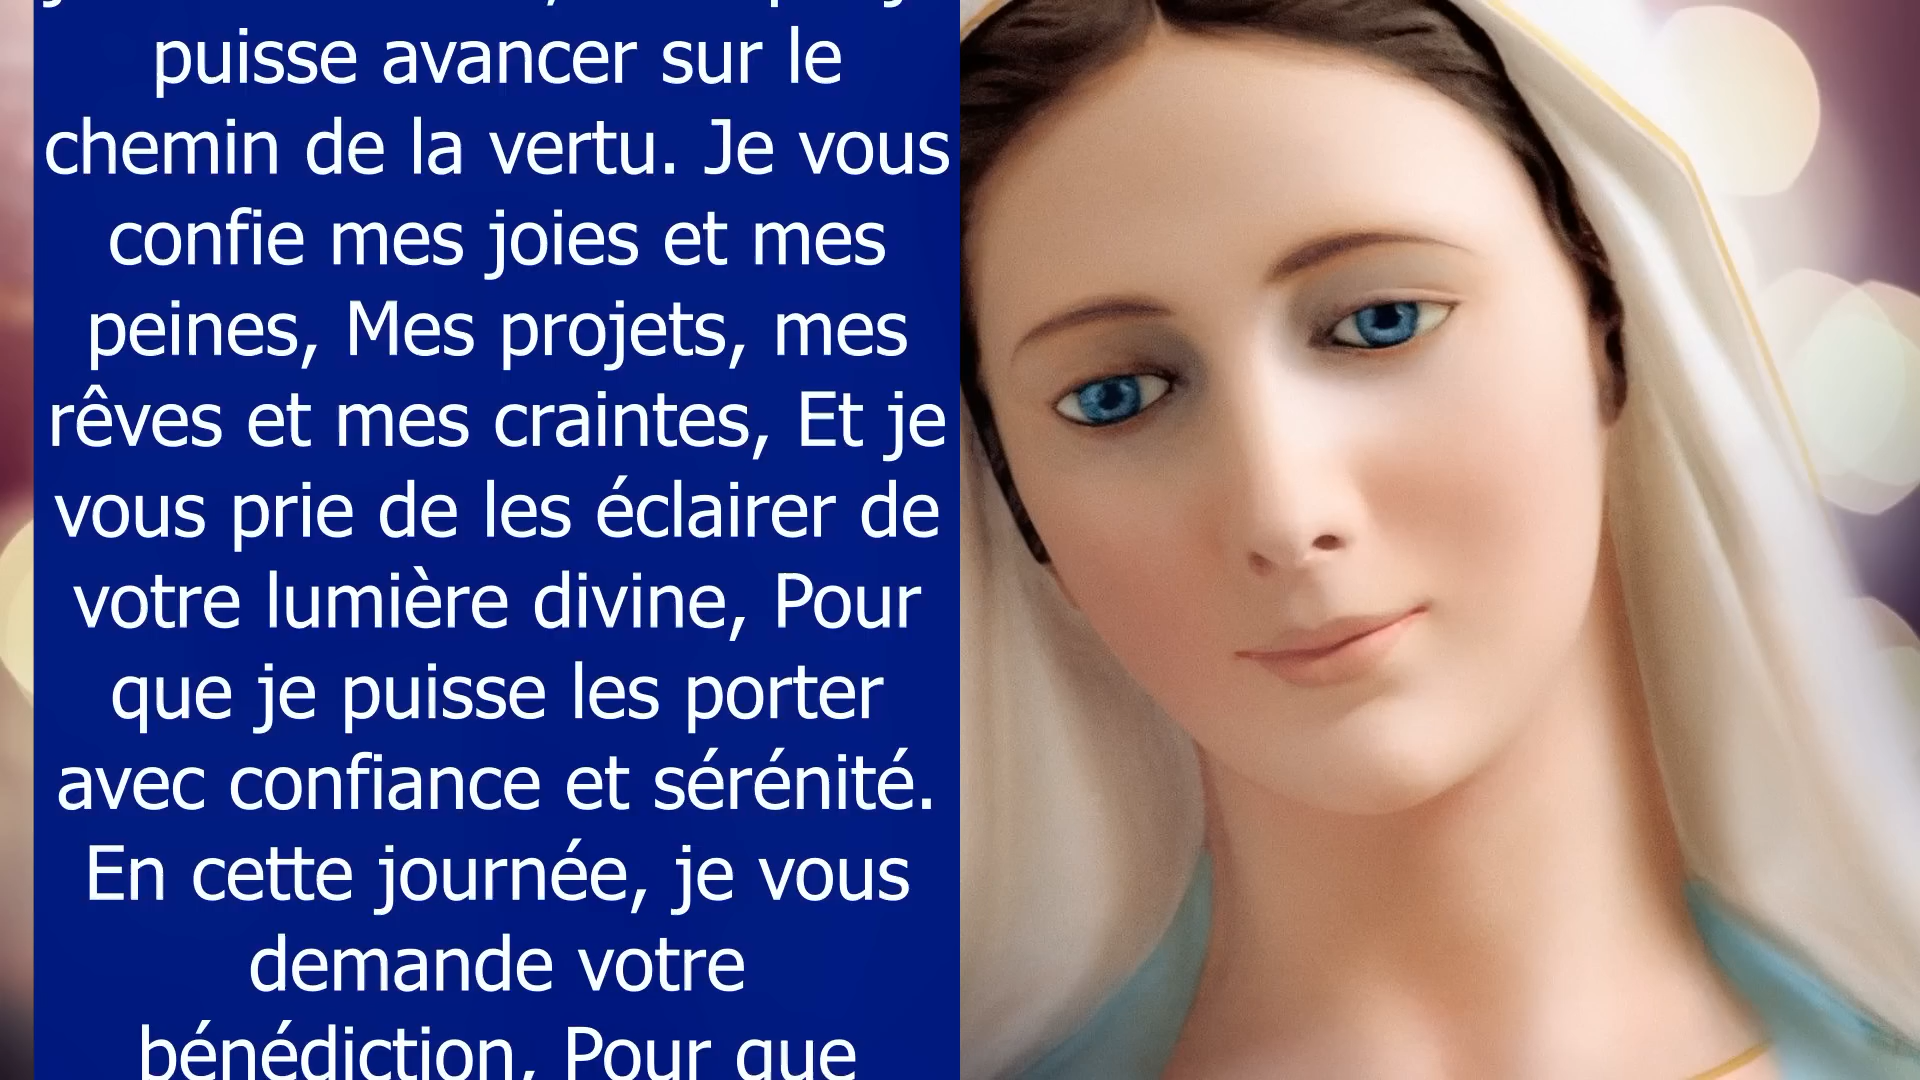 puisse avancer sur le
chemin de la vertu. Je vous
confie mes joies et mes
peines, Mes projets, mes
rêves et mes craintes, Et je
vous prie de les éclairer de
votre lumière divine, Pour
que je puisse les porter
avec confiance et sérénité.
En cette journée, je vous
demande votre
bénédiction, Pour que